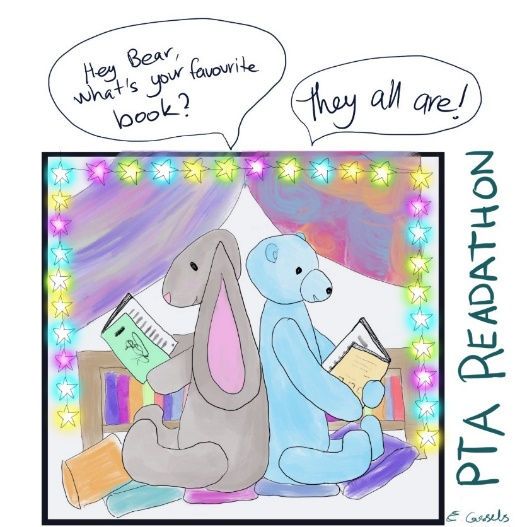 Hey Bear,
what's your favourite
book?
They all are!
PTA READATHON
E Cassels